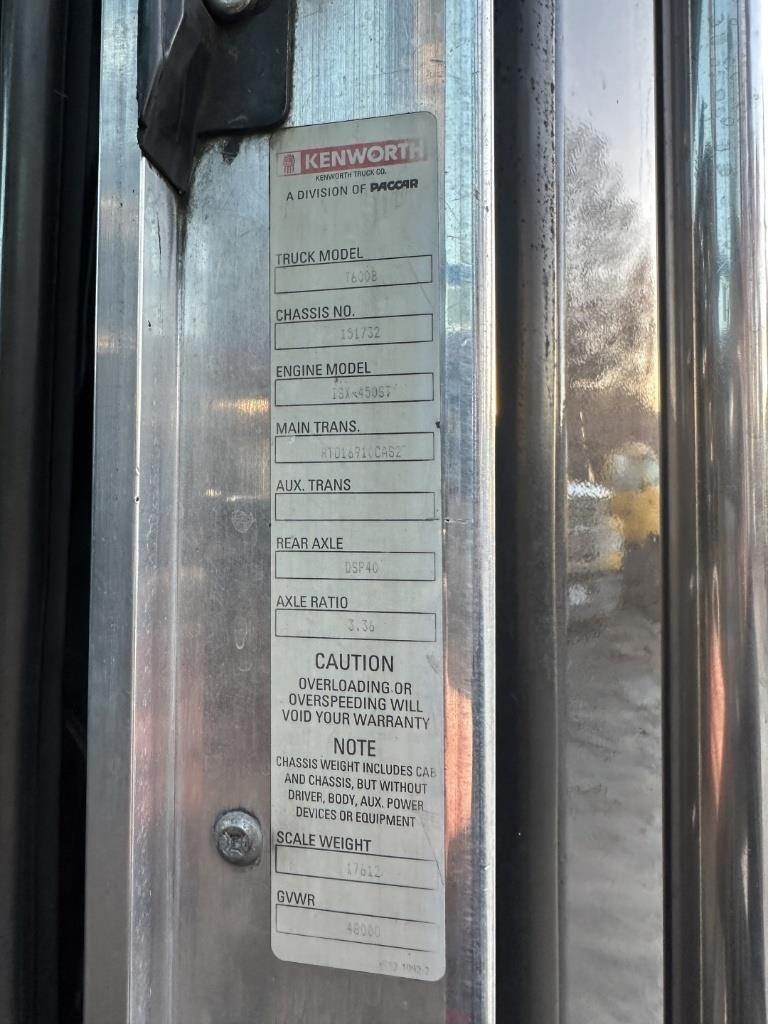 KENWORTH
KENWORTH TRUCK CO.
A DIVISION OF PACCAR
TRUCK MODEL
T600B
CHASSIS NO.
151732
ENGINE MODEL
MAIN TRANS.
AUX. TRANS
REAR AXLE
DSP40
AXLE RATIO
3.36
CAUTION
OVERLOADING OR
OVERSPEEDING WILL
VOID YOUR WARRANTY
NOTE
CHASSIS WEIGHT INCLUDES CAB
AND CHASSIS, BUT WITHOUT
DRIVER, BODY, AUX. POWER
DEVICES OR EQUIPMENT
SCALE WEIGHT
17612
GVWR
48000